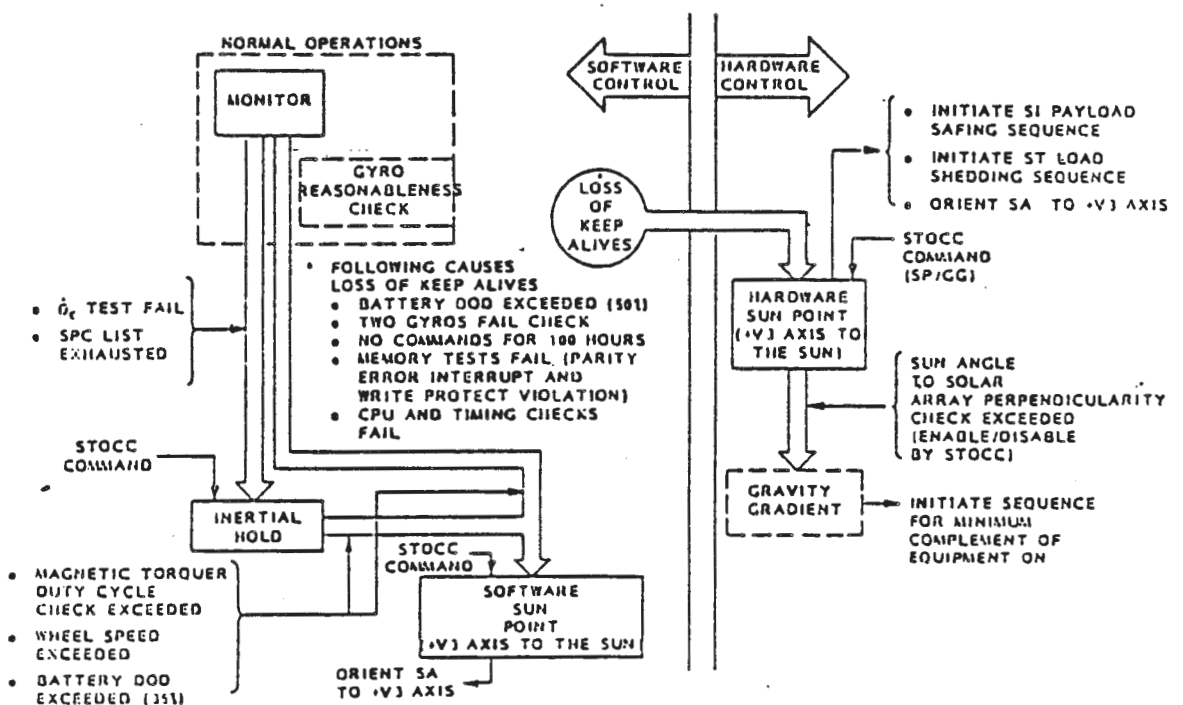 NORMAL OPERATIONS
MONITOR
GYRO
REASONABLENESS
CHECK
SOFTWARE
CONTROL
HARDWARE
CONTROL
LOSS
OF
KEEP
ALIVES
• INITIATE SI PAYLOAD
SAFING SEQUENCE
• INITIATE ST LOAD
SHEDDING SEQUENCE
• ORIENT SA TO +V3 AXIS
STOCC
COMMAND
(SP/GG)
HARDWARE
SUN POINT
(+V3 AXIS TO
THE SUN)
• FOLLOWING CAUSES
LOSS OF KEEP ALIVES
• BATTERY DOD EXCEEDED (50%)
• TWO GYROS FAIL CHECK
• NO COMMANDS FOR 100 HOURS
• MEMORY TESTS FAIL (PARITY
ERROR INTERRUPT AND
WRITE PROTECT VIOLATION)
• CPU AND TIMING CHECKS
FAIL
• TEST FAIL
• SPC LIST
EXHAUSTED
SUN ANGLE
TO SOLAR
ARRAY PERPENDICULARITY
CHECK EXCEEDED
(ENABLE/DISABLE
BY STOCC)
STOCC
COMMAND
INERTIAL
HOLD
GRAVITY
GRADIENT
INITIATE SEQUENCE
FOR MINIMUM
COMPLEMENT OF
EQUIPMENT ON
• MAGNETIC TORQUER
DUTY CYCLE
CHECK EXCEEDED
• WHEEL SPEED
EXCEEDED
• BATTERY DOD
EXCEEDED (35%)
STOCC
COMMAND
SOFTWARE
SUN
POINT
(+V3 AXIS TO THE SUN)
ORIENT SA
TO +V3 AXIS